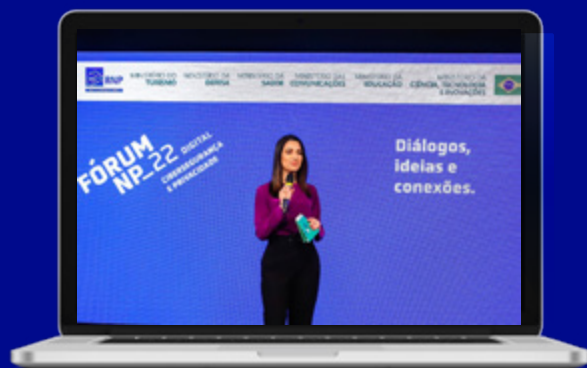 RNP
MINISTÉRIO DO
TURISMO
MINISTÉRIO DA
DEFESA
MINISTÉRIO DA
SAÚDE
MINISTÉRIO DAS
COMUNICAÇÕES
MINISTÉRIO DA
EDUCAÇÃO
MINISTÉRIO DA
CIÊNCIA, TECNOLOGIA
E INOVAÇÕES
FÓRUM
NP_22 DIGITAL
CIBERSEGURANÇA
E PRIVACIDADE
Diálogos,
ideias e
conexões.